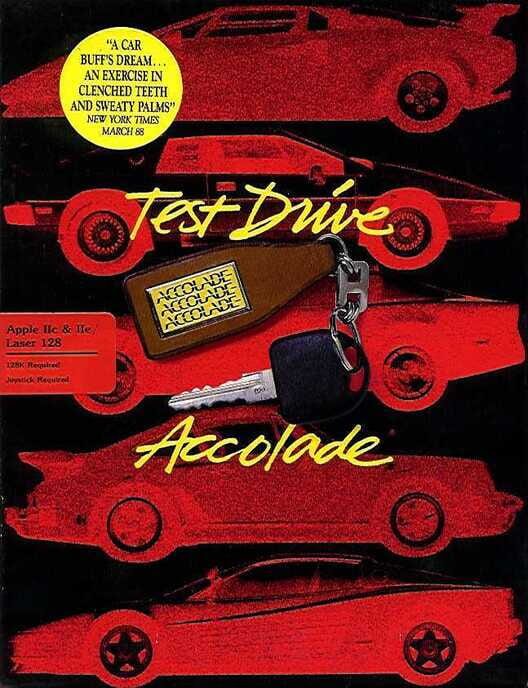 "A CAR
BUFF'S DREAM...
AN EXERCISE IN
CLENCHED TEETH
AND SWEATY PALMS"
NEW YORK TIMES
MARCH 88
Test Drive
ACCOLADE
ACCOLADE
ACCOLADE
Apple IIc & IIe/
Laser 128
128K Required
Joystick Required
Accolade